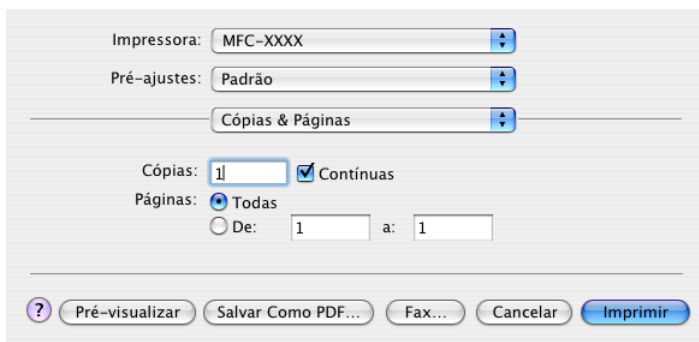 Impressora: MFC-XXXX
Pré-ajustes: Padrão
Cópias & Páginas
Cópias: 1 Contínuas
Páginas: Todas
De: 1 a: 1
? Pré-visualizar Salvar Como PDF... Fax... Cancelar Imprimir